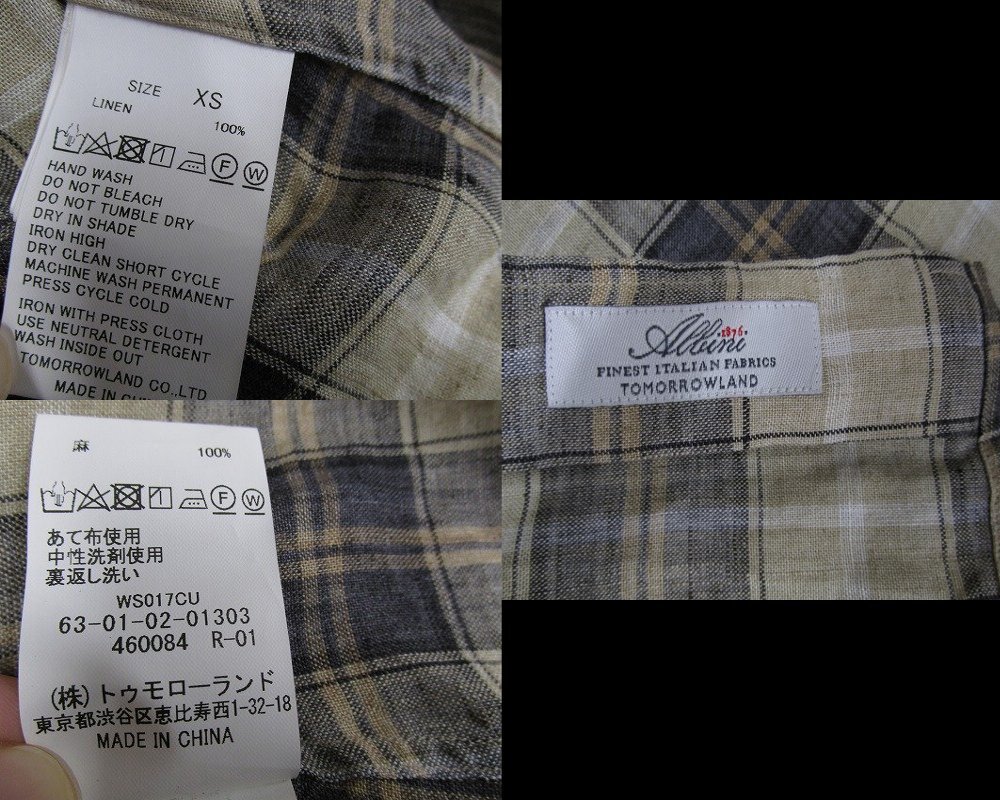 SIZE XS
LINEN
100%
F W
HAND WASH
DO NOT BLEACH
DO NOT TUMBLE DRY
DRY IN SHADE
IRON HIGH
DRY CLEAN SHORT CYCLE
MACHINE WASH PERMANENT
PRESS CYCLE COLD
IRON WITH PRESS CLOTH
USE NEUTRAL DETERGENT
WASH INSIDE OUT
TOMORROWLAND CO.,LTD
MADE IN
Albini 1876
FINEST ITALIAN FABRICS
TOMORROWLAND
麻 100%
F W
あて布使用
中性洗剤使用
裏返し洗い
WS017CU
63-01-02-01303
460084 R-01
(株)トゥモローランド
東京都渋谷区恵比寿西1-32-18
MADE IN CHINA